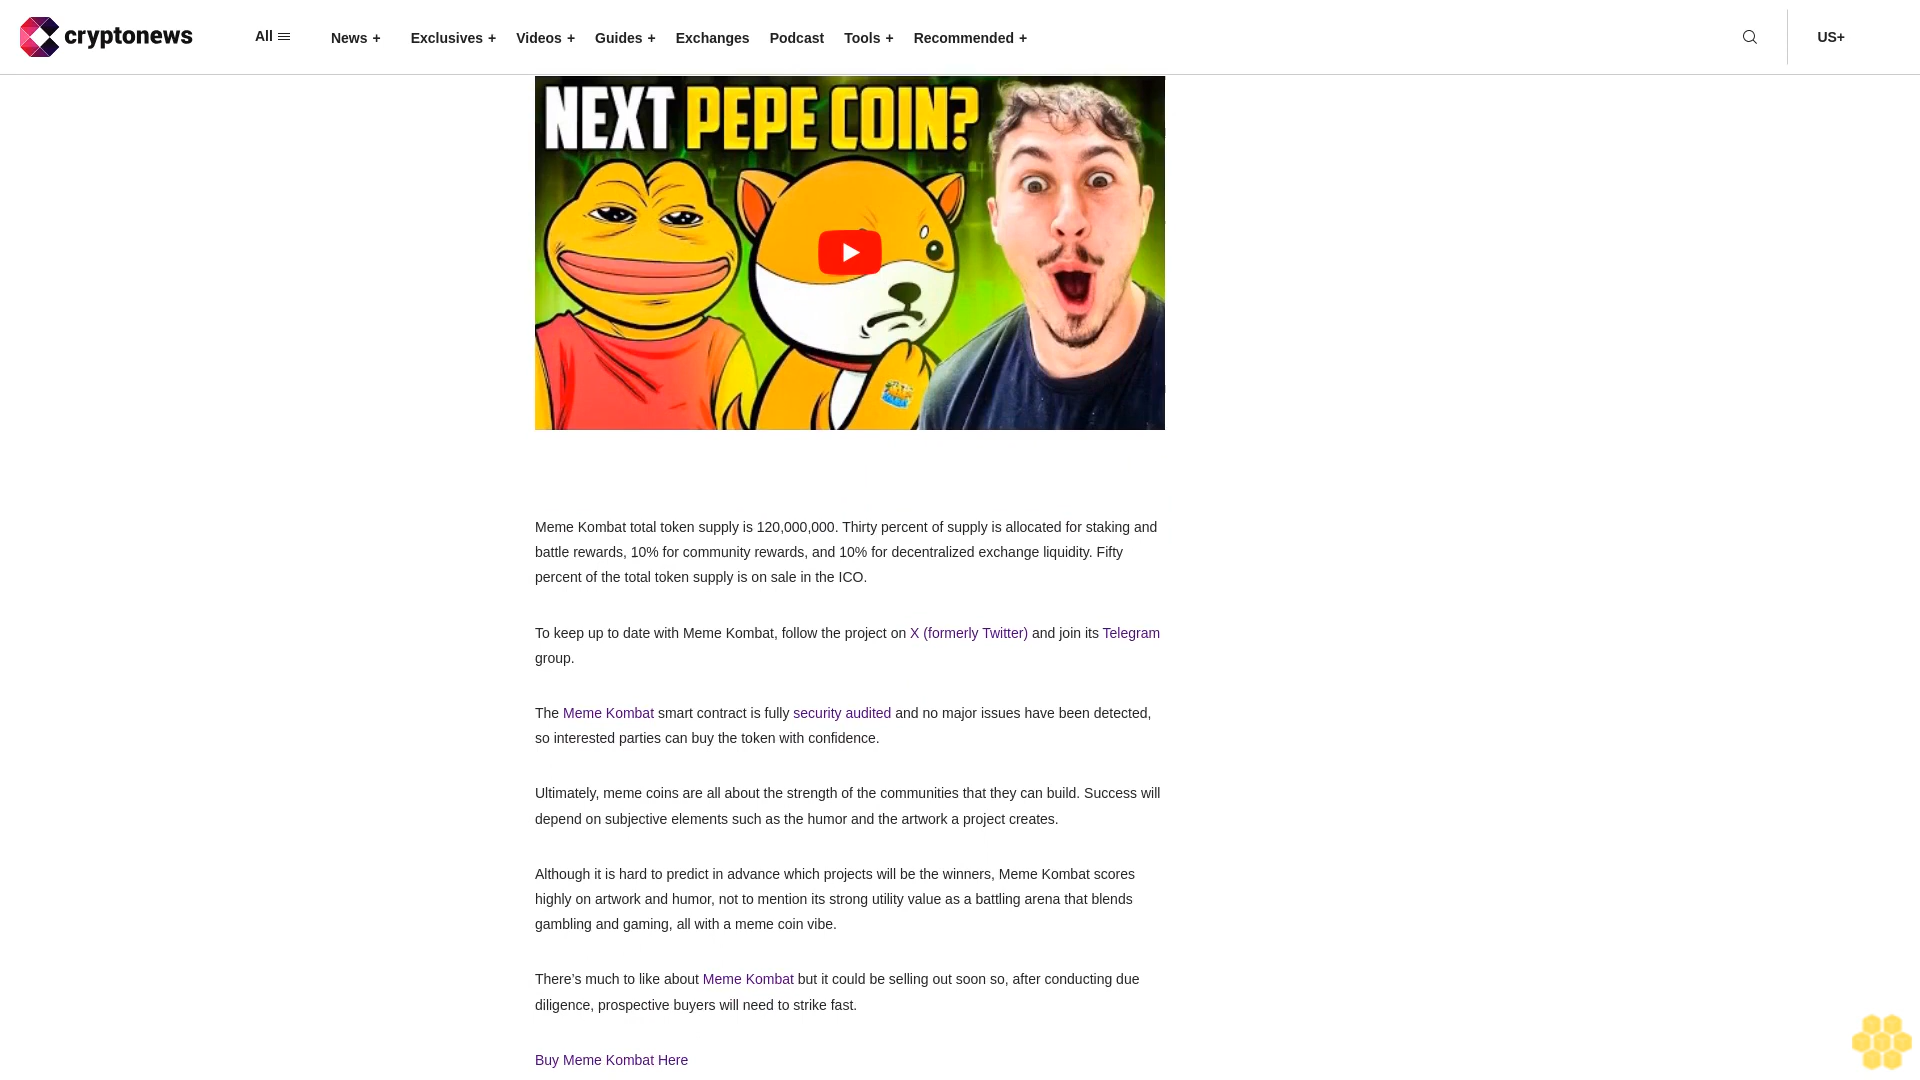 cryptonews
All
News +
Exclusives +
Videos +
Guides +
Exchanges
Podcast
Tools +
Recommended +
US+
NEXT PEPE COIN?
Meme Kombat total token supply is 120,000,000. Thirty percent of supply is allocated for staking and
battle rewards, 10% for community rewards, and 10% for decentralized exchange liquidity. Fifty
percent of the total token supply is on sale in the ICO.
To keep up to date with Meme Kombat, follow the project on X (formerly Twitter) and join its Telegram
group.
The Meme Kombat smart contract is fully security audited and no major issues have been detected,
so interested parties can buy the token with confidence.
Ultimately, meme coins are all about the strength of the communities that they can build. Success will
depend on subjective elements such as the humor and the artwork a project creates.
Although it is hard to predict in advance which projects will be the winners, Meme Kombat scores
highly on artwork and humor, not to mention its strong utility value as a battling arena that blends
gambling and gaming, all with a meme coin vibe.
There’s much to like about Meme Kombat but it could be selling out soon so, after conducting due
diligence, prospective buyers will need to strike fast.
Buy Meme Kombat Here